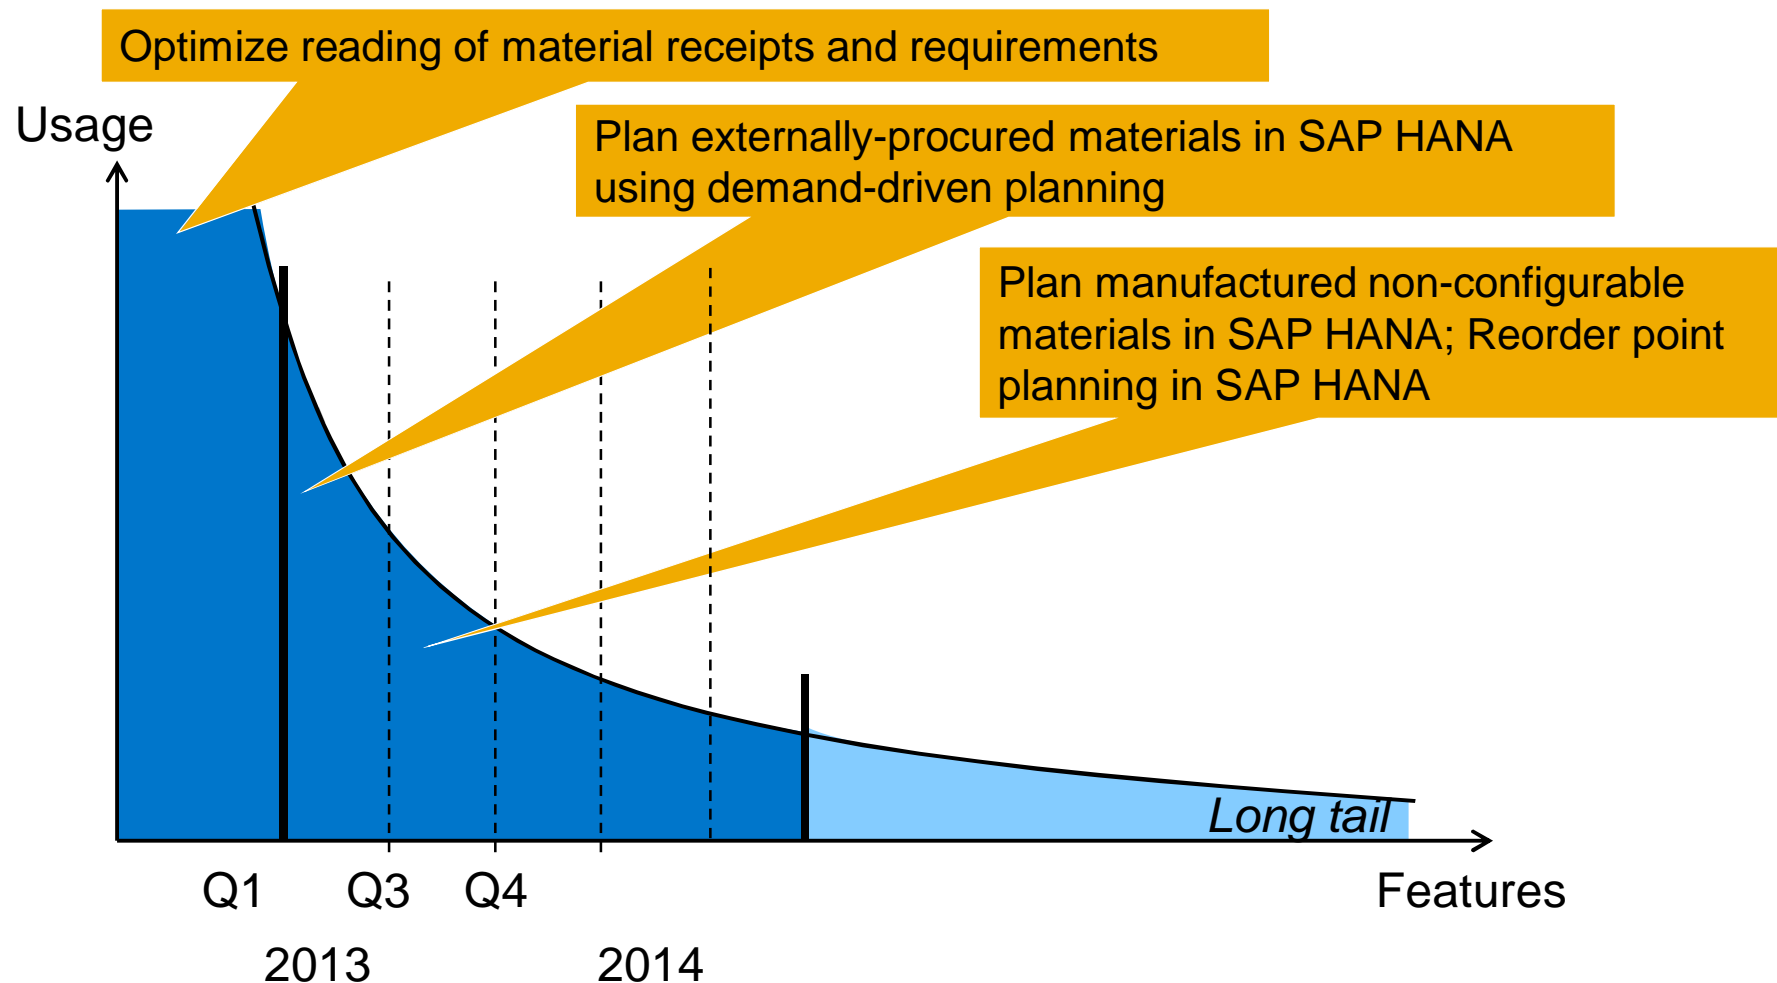 Optimize reading of material receipts and requirements
Usage
Plan externally-procured materials in SAP HANA
using demand-driven planning
Plan manufactured non-configurable
materials in SAP HANA; Reorder point
planning in SAP HANA
Long tail
Q1 Q3 Q4 Features
2013 2014